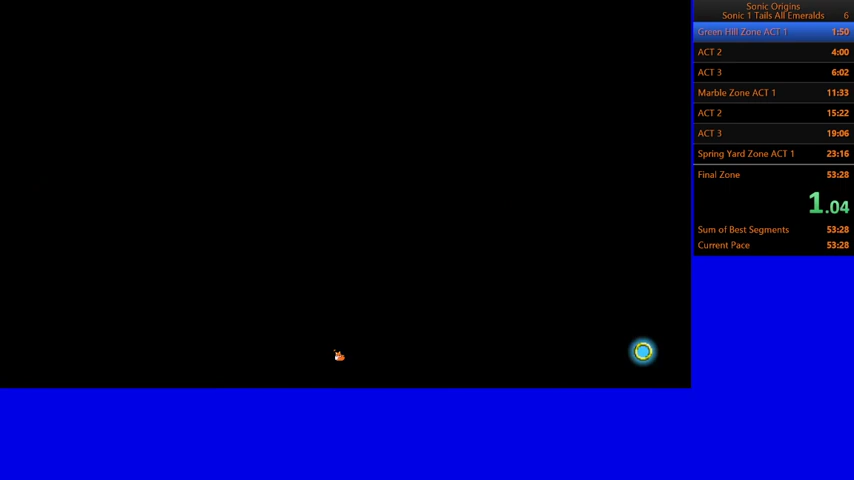 Sonic Origins
Sonic 1 Tails All Emeralds 6
Green Hill Zone ACT 1 1:50
ACT 2 4:00
ACT 3 6:02
Marble Zone ACT 1 11:33
ACT 2 15:22
ACT 3 19:06
Spring Yard Zone ACT 1 23:16
Final Zone 53:28
1.04
Sum of Best Segments 53:28
Current Pace 53:28